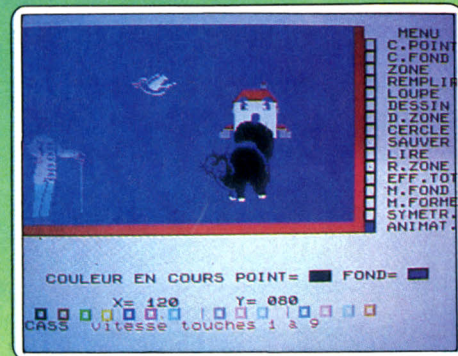 MENU
C.POINT
C.FOND
ZONE
REMPLIR
LOUPE
DESSIN
D.ZONE
CERCLE
SAUVER
LIRE
R.ZONE
EFF.TOT
M.FOND
M.FORME
SYMETR.
ANIMAT.
COULEUR EN COURS POINT= FOND=
X= 120 Y= 080
CASS vitesse touches 1 à 9